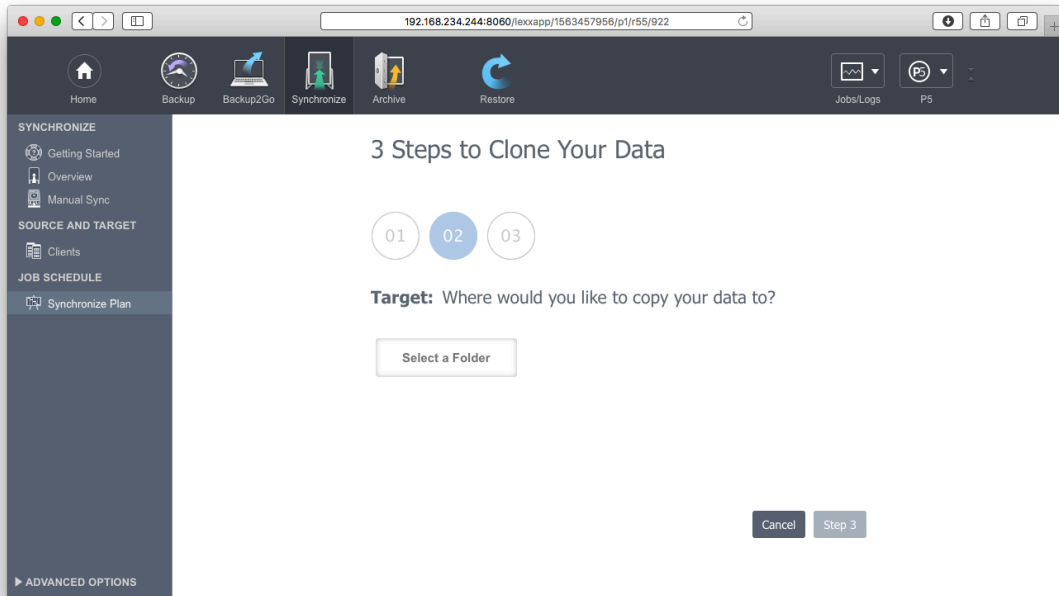 192.168.234.244:8060/lexxapp/1563457956/p1/r55/922
Home
Backup
Backup2Go
Synchronize
Archive
Restore
Jobs/Logs
P5
P5
SYNCHRONIZE
Getting Started
Overview
Manual Sync
SOURCE AND TARGET
Clients
JOB SCHEDULE
Synchronize Plan
ADVANCED OPTIONS
3 Steps to Clone Your Data
01 02 03
Target: Where would you like to copy your data to?
Select a Folder
Cancel Step 3